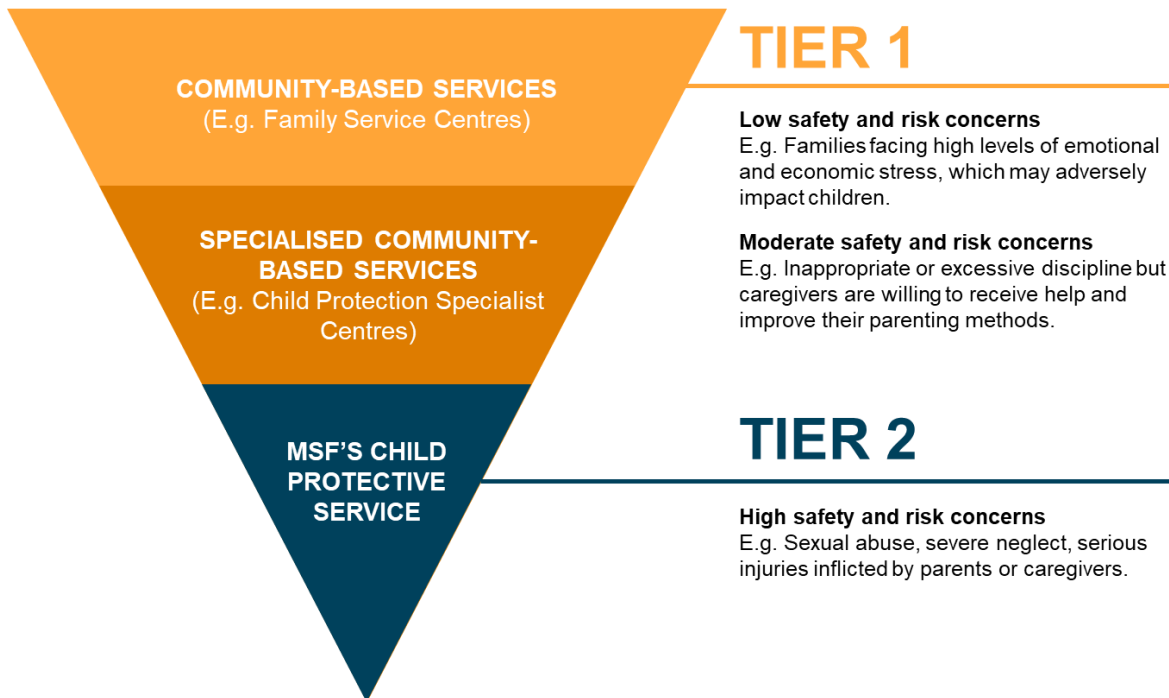 COMMUNITY-BASED SERVICES
(E.g. Family Service Centres)
SPECIALISED COMMUNITY-
BASED SERVICES
(E.g. Child Protection Specialist
Centres)
MSF’S CHILD
PROTECTIVE
SERVICE
TIER 1
Low safety and risk concerns
E.g. Families facing high levels of emotional
and economic stress, which may adversely
impact children.
Moderate safety and risk concerns
E.g. Inappropriate or excessive discipline but
caregivers are willing to receive help and
improve their parenting methods.
TIER 2
High safety and risk concerns
E.g. Sexual abuse, severe neglect, serious
injuries inflicted by parents or caregivers.